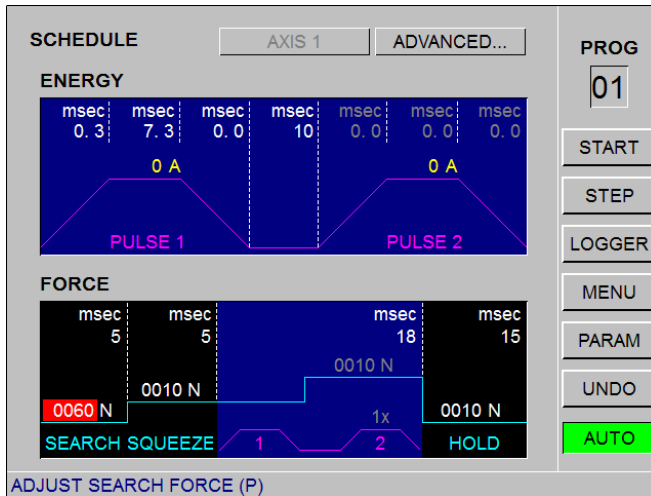 SCHEDULE AXIS 1 ADVANCED... PROG
ENERGY 01
msec msec msec msec msec msec msec
0. 3 7. 3 0. 0 10 0. 0 0. 0 0. 0
0 A 0 A
PULSE 1 PULSE 2
START
STEP
LOGGER
MENU
PARAM
UNDO
AUTO
FORCE
msec msec msec msec
5 5 18 15
0010 N
0010 N
0060 N 1x 0010 N
SEARCH SQUEEZE 1 2 HOLD
ADJUST SEARCH FORCE (P)